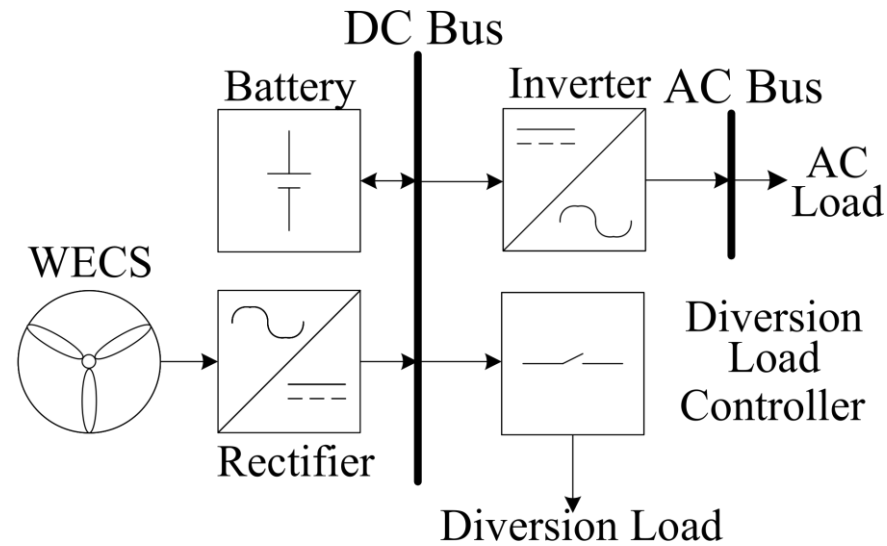 DC Bus
Battery
Inverter
AC Bus
AC
Load
WECS
Diversion
Load
Controller
Rectifier
Diversion Load